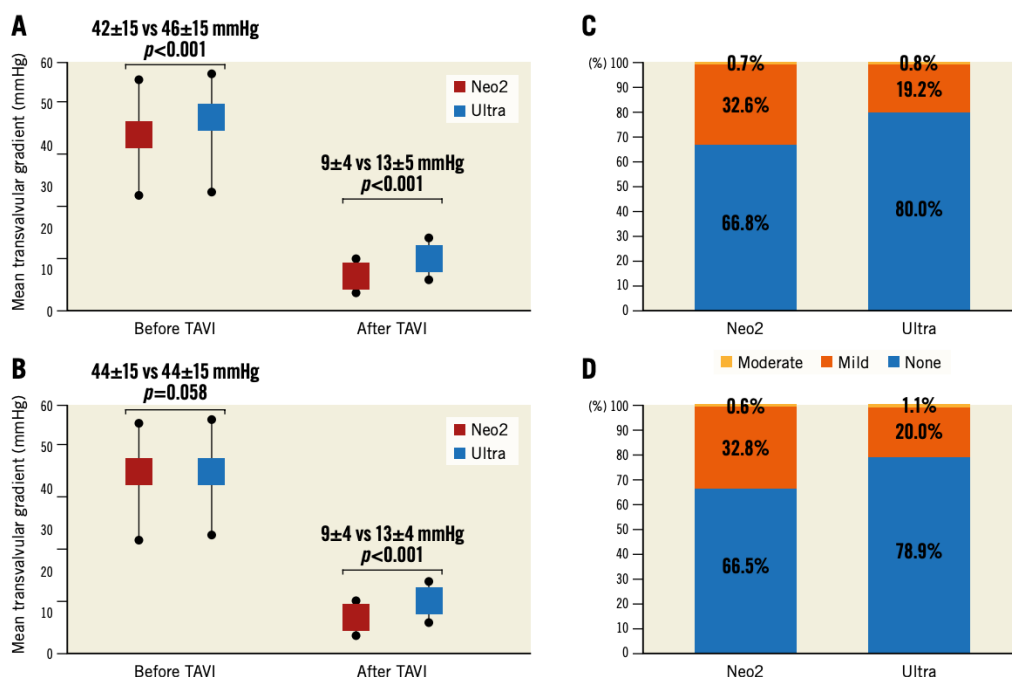 A
42±15 vs 46±15 mmHg
p<0.001
Mean transvalvular gradient (mmHg)
60
50
40
30
20
10
0
Neo2
Ultra
9±4 vs 13±5 mmHg
p<0.001
Before TAVI
After TAVI
C
(%)
100
90
80
70
60
50
40
30
20
10
0
0.7%
32.6%
66.8%
0.8%
19.2%
80.0%
Neo2
Ultra
Moderate
Mild
None
B
44±15 vs 44±15 mmHg
p=0.058
Mean transvalvular gradient (mmHg)
60
50
40
30
20
10
0
Neo2
Ultra
9±4 vs 13±4 mmHg
p<0.001
Before TAVI
After TAVI
D
(%)
100
90
80
70
60
50
40
30
20
10
0
0.6%
32.8%
66.5%
1.1%
20.0%
78.9%
Neo2
Ultra